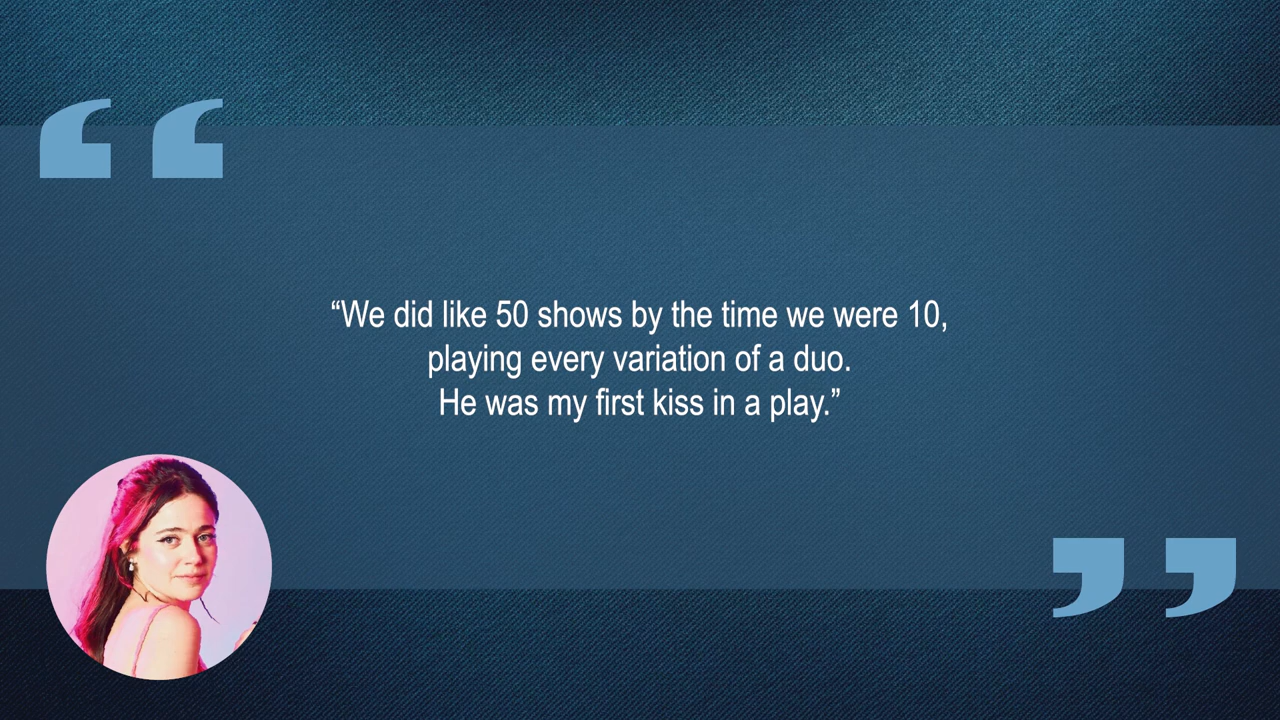 “We did like 50 shows by the time we were 10,
playing every variation of a duo.
He was my first kiss in a play.”